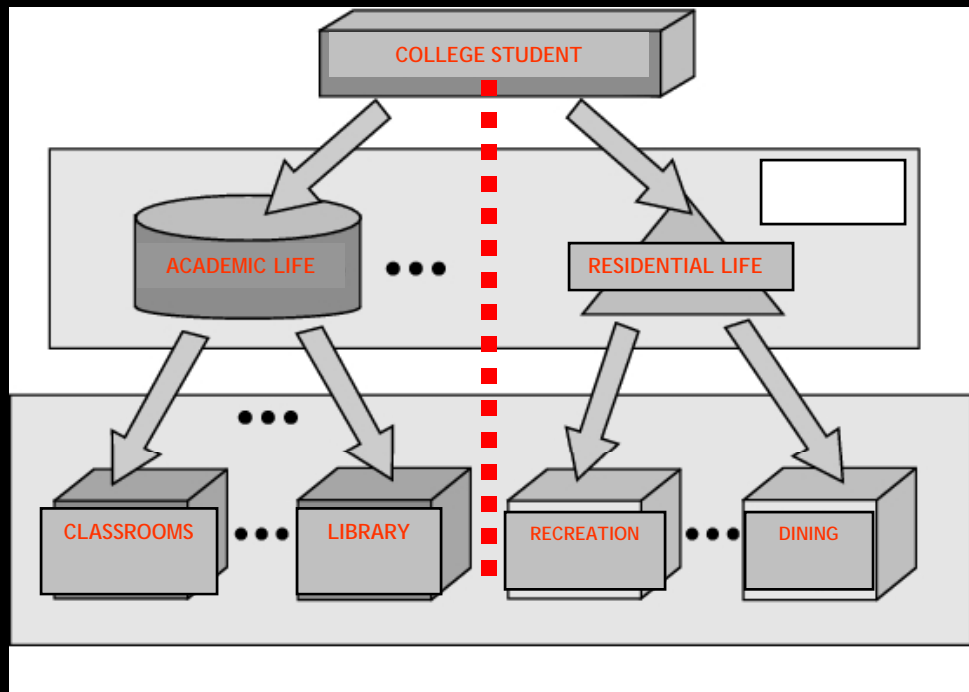 COLLEGE STUDENT
ACADEMIC LIFE
RESIDENTIAL LIFE
CLASSROOMS
LIBRARY
RECREATION
DINING